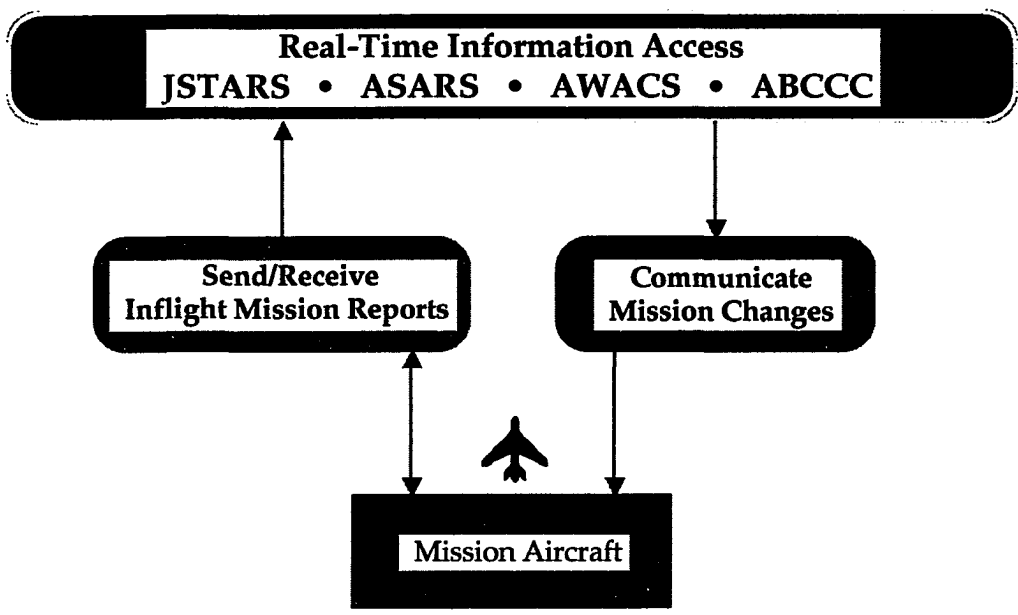 Real-Time Information Access
JSTARS • ASARS • AWACS • ABCCC
Send/Receive
Inflight Mission Reports
Communicate
Mission Changes
Mission Aircraft